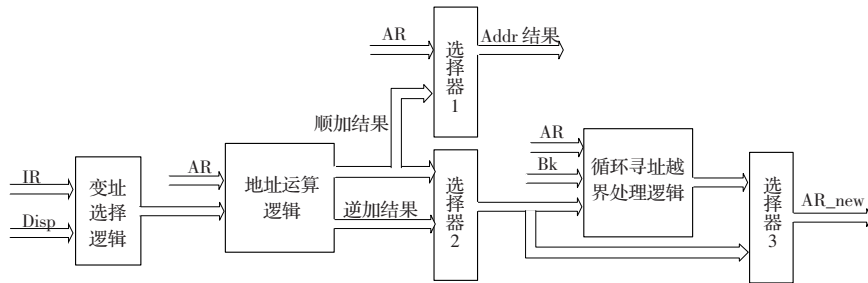 AR
选择器1
Addr 结果
顺加结果
IR
Disp
变址
选择
逻辑
AR
地址运算
逻辑
逆加结果
选择器2
AR
Bk
循环寻址越
界处理逻辑
选择器3
AR_new